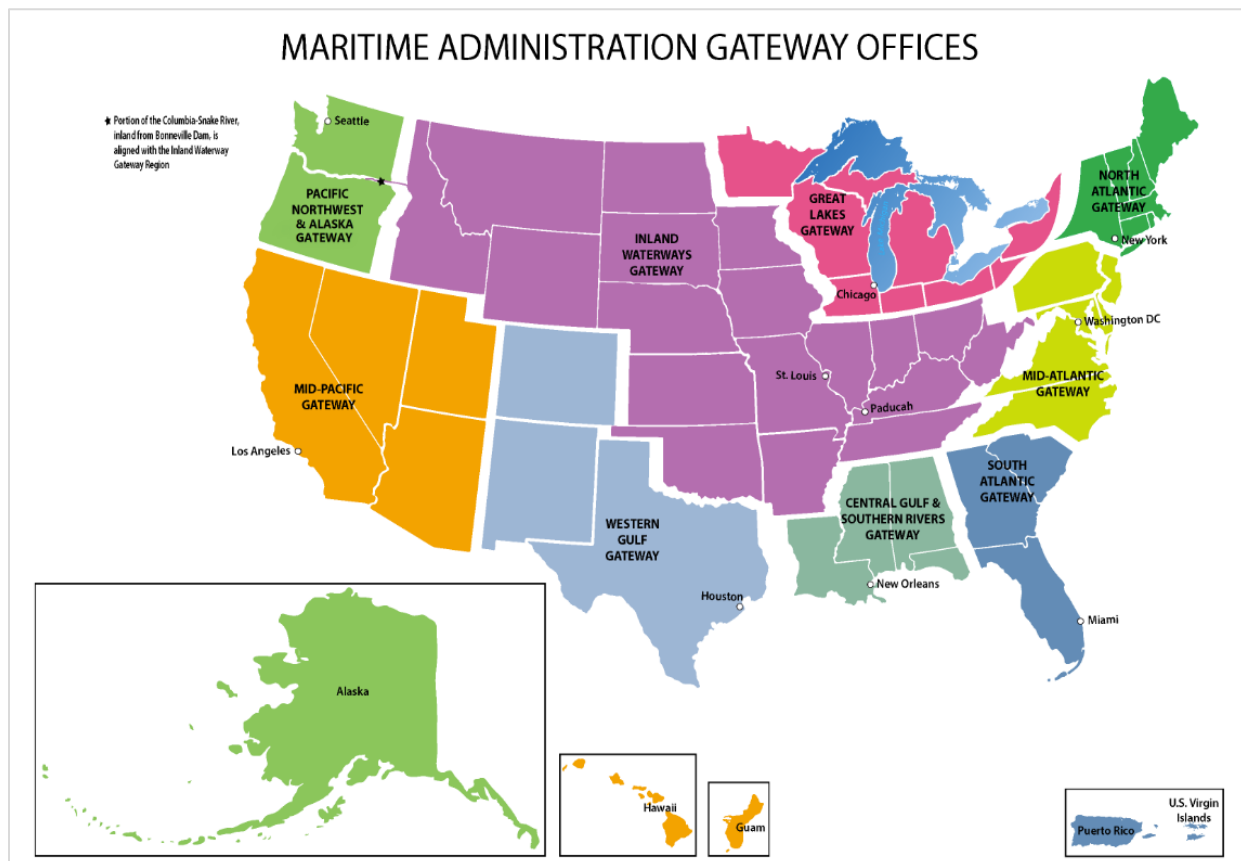 MARITIME ADMINISTRATION GATEWAY OFFICES
★ Portion of the Columbia-Snake River,
inland from Bonneville Dam, is
aligned with the Inland Waterway
Gateway Region
Seattle
PACIFIC
NORTHWEST
& ALASKA
GATEWAY
INLAND
WATERWAYS
GATEWAY
GREAT
LAKES
GATEWAY
NORTH
ATLANTIC
GATEWAY
New York
Chicago
Washington DC
MID-PACIFIC
GATEWAY
St. Louis
Paducah
MID-ATLANTIC
GATEWAY
Los Angeles
SOUTH
ATLANTIC
GATEWAY
CENTRAL GULF &
SOUTHERN RIVERS
GATEWAY
WESTERN
GULF
GATEWAY
New Orleans
Houston
Miami
Alaska
Hawaii
Guam
Puerto Rico
U.S. Virgin
Islands